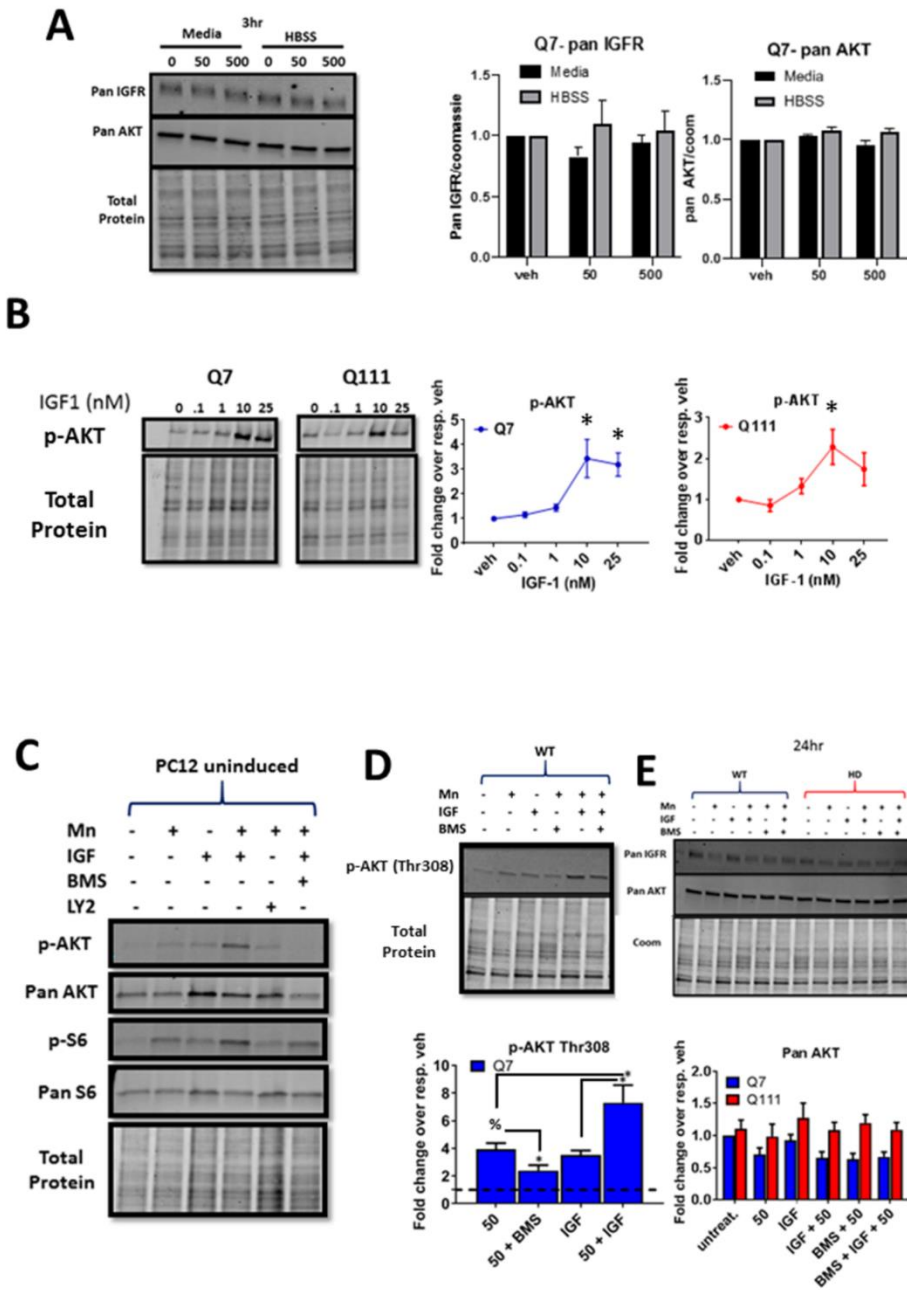 A
3hr
Media HBSS
0 50 500 0 50 500
Pan IGFR
Pan AKT
Total
Protein
Q7- pan IGFR
Media
HBSS
Pan IGFR/coomassie
1.5
1.0
0.5
0.0
veh 50 500
Q7- pan AKT
Media
HBSS
pan AKT/coom
1.5
1.0
0.5
0.0
veh 50 500
B
Q7 Q111
IGF1 (nM) 0 .1 1 10 25 0 .1 1 10 25
p-AKT
Total
Protein
p-AKT
Q7
* *
Fold change over resp. veh
5
4
3
2
1
0
veh 0.1 1 10 25
IGF-1 (nM)
p-AKT
Q111
*
Fold change over resp. veh
3
2
1
0
veh 0.1 1 10 25
IGF-1 (nM)
C
PC12 uninduced
Mn - + - + + +
IGF - - + + - +
BMS - - - - - +
LY2 - - - - + -
p-AKT
Pan AKT
p-S6
Pan S6
Total
Protein
D
WT
Mn - + - + + +
IGF - - + - + +
BMS - - - + - +
p-AKT (Thr308)
Total
Protein
p-AKT Thr308
Q7
Fold change over resp. veh
10
8
6
4
2
0
%
* * *
50
50 + BMS
IGF
50 + IGF
E
24hr
WT HD
Mn
IGF
BMS
Pan IGFR
Pan AKT
Coom
Pan AKT
Q7
Q111
Fold change over resp. veh
2.0
1.5
1.0
0.5
0.0
untreat.
50
IGF
IGF + 50
BMS + 50
BMS + IGF + 50